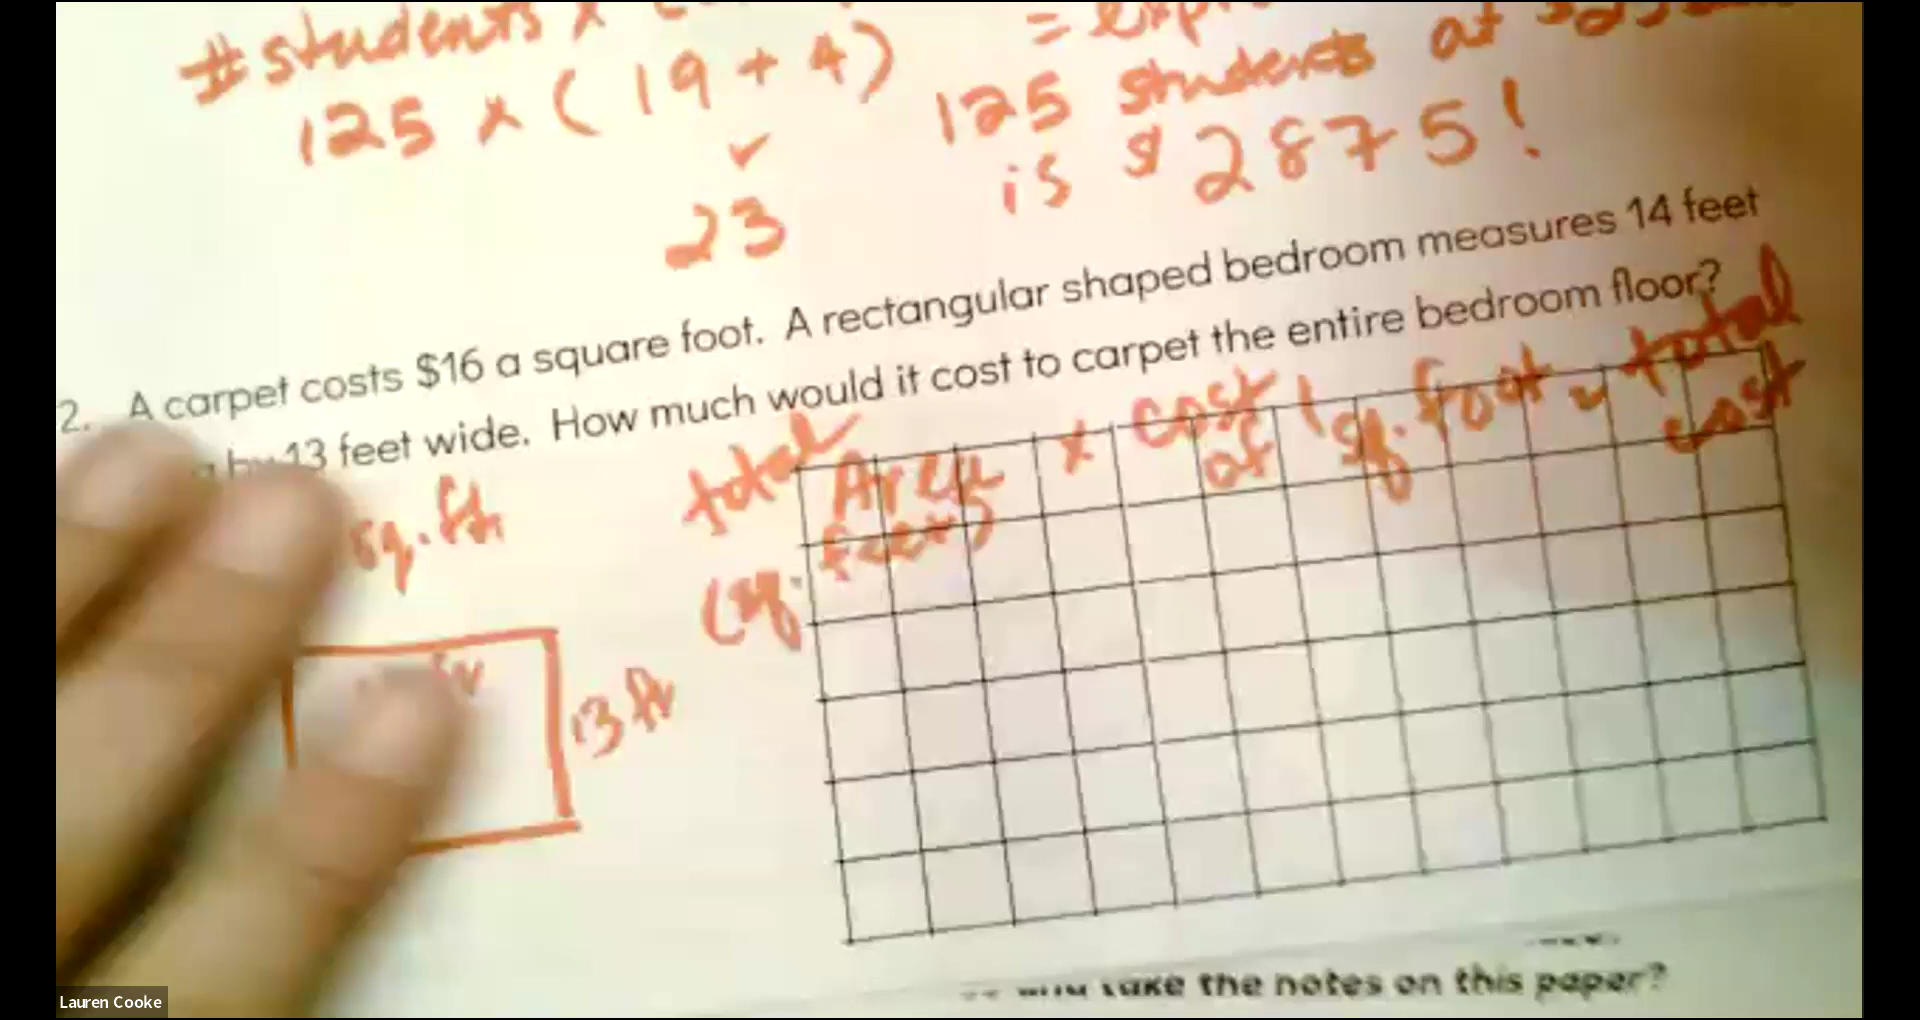 # students x
125 x (19 + 4)
23
125 students at
is $2875!
2. A carpet costs $16 a square foot. A rectangular shaped bedroom measures 14 feet
13 feet wide. How much would it cost to carpet the entire bedroom floor?
total Area x cost of 1 sq. foot = total cost
(sq. feet)
sq. ft.
13 ft
take the notes on this paper?
Lauren Cooke